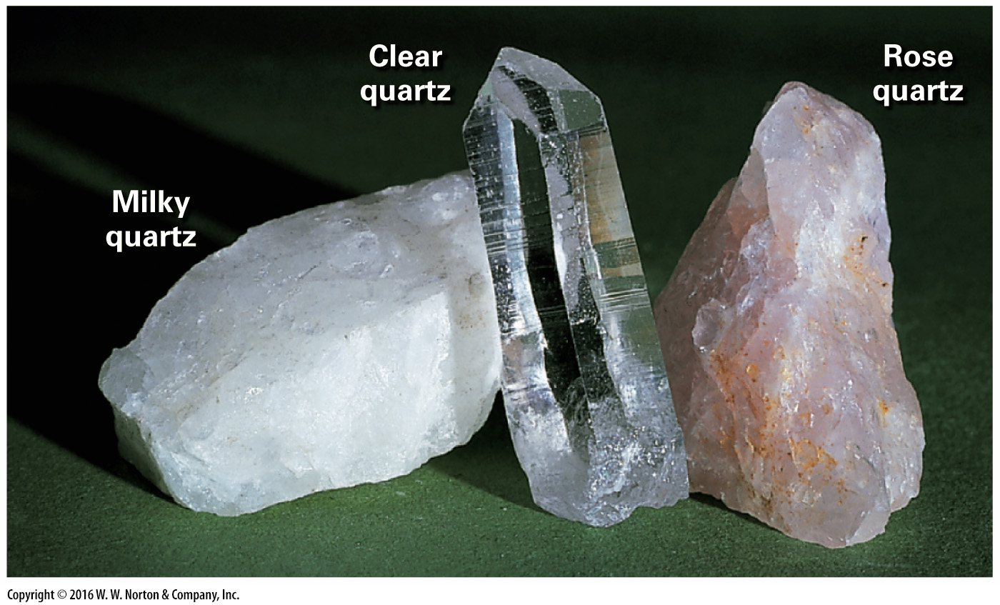 Clear
quartz
Rose
quartz
Milky
quartz
Copyright © 2016 W. W. Norton & Company, Inc.